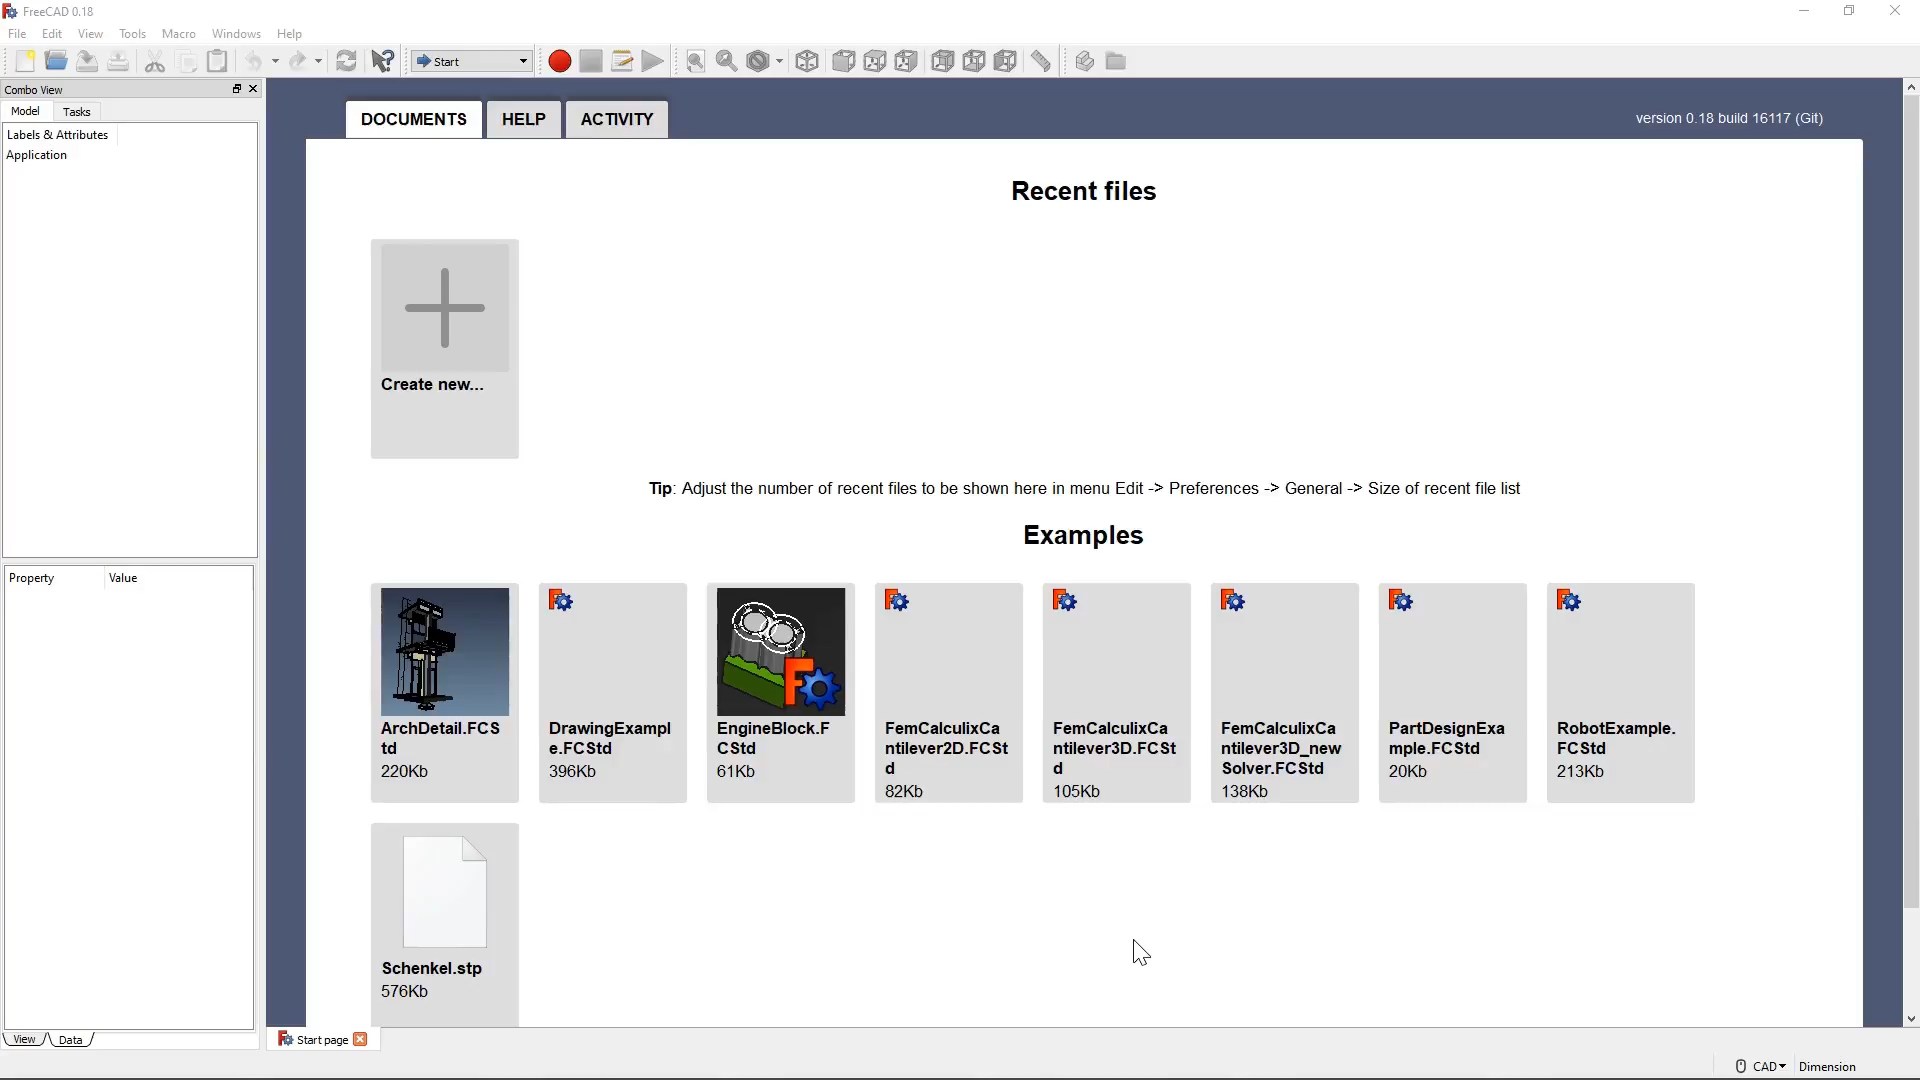 FreeCAD 0.18
File Edit View Tools Macro Windows Help
Start
Combo View
Model Tasks
Labels & Attributes
Application
Property Value
View Data
DOCUMENTS HELP ACTIVITY
version 0.18 build 16117 (Git)
Recent files
Create new...
Tip: Adjust the number of recent files to be shown here in menu Edit -> Preferences -> General -> Size of recent file list
Examples
ArchDetail.FCS
td
220Kb
DrawingExampl
e.FCStd
396Kb
EngineBlock.F
CStd
61Kb
FemCalculixCa
ntilever2D.FCSt
d
82Kb
FemCalculixCa
ntilever3D.FCSt
d
105Kb
FemCalculixCa
ntilever3D_new
Solver.FCStd
138Kb
PartDesignExa
mple.FCStd
20Kb
RobotExample.
FCStd
213Kb
Schenkel.stp
576Kb
Start page
CAD Dimension